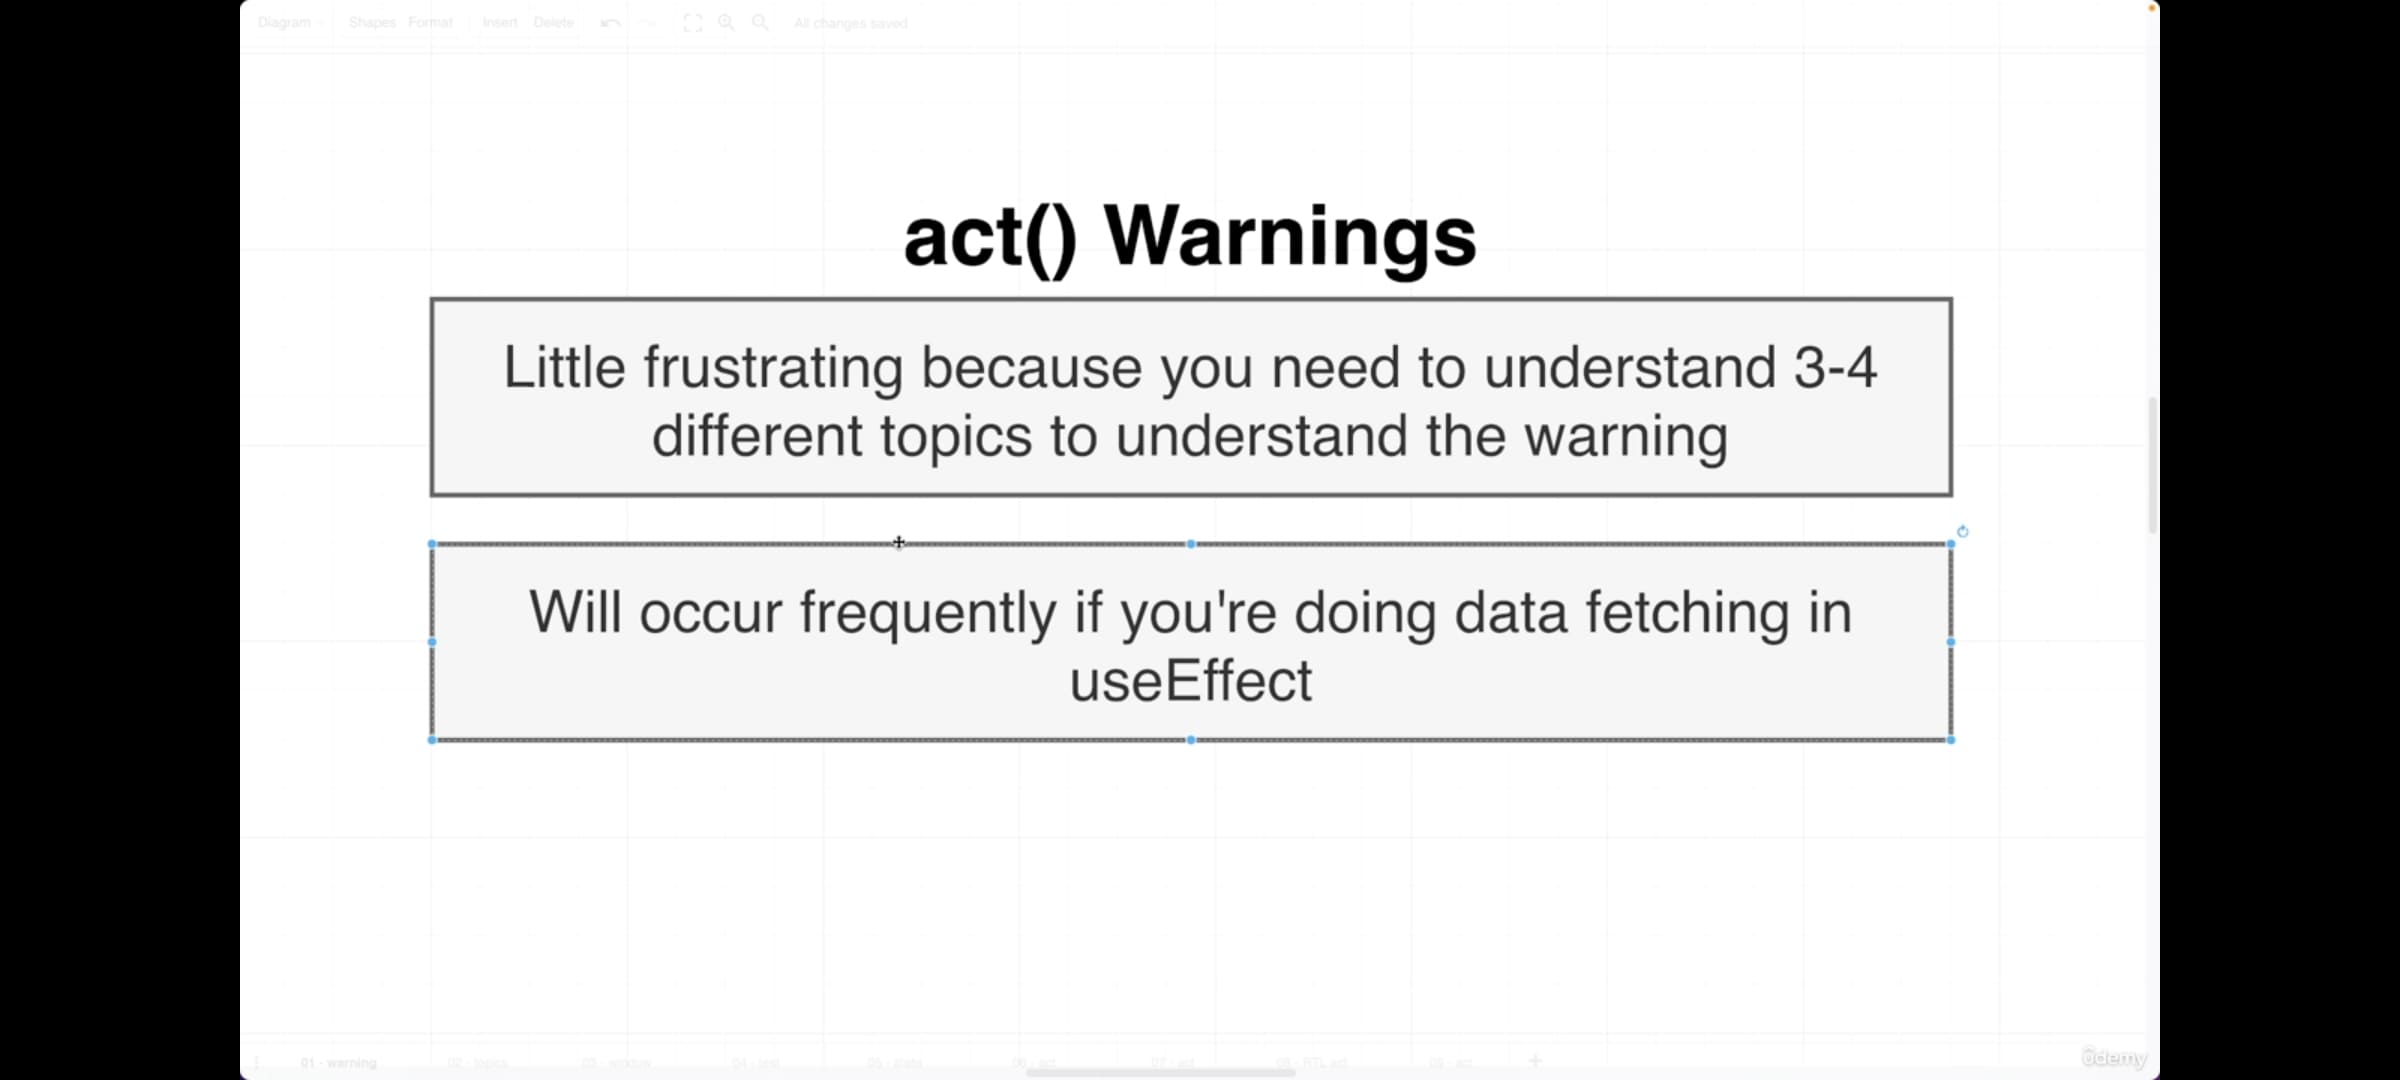 Diagram Shapes Format Insert Delete All changes saved
act() Warnings
Little frustrating because you need to understand 3-4
different topics to understand the warning
Will occur frequently if you're doing data fetching in
useEffect
01 - warning 02 - topics 03 - window 04 - test 05 - state 06 - act 07 - act 08 - RTL act 09 - act
ûdemy